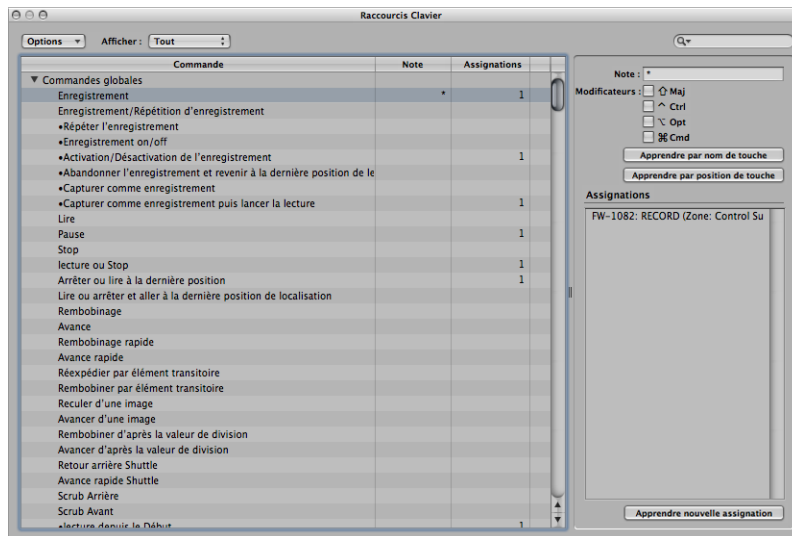 Raccourcis Clavier
Options Afficher : Tout
Commande Note Assignations
Commandes globales
Enregistrement * 1
Enregistrement/Répétition d'enregistrement
•Répéter l'enregistrement
•Enregistrement on/off
•Activation/Désactivation de l'enregistrement 1
•Abandonner l'enregistrement et revenir à la dernière position de le
•Capturer comme enregistrement
•Capturer comme enregistrement puis lancer la lecture 1
Lire
Pause 1
Stop
lecture ou Stop 1
Arrêter ou lire à la dernière position 1
Lire ou arrêter et aller à la dernière position de localisation
Rembobinage
Avance
Rembobinage rapide
Avance rapide
Réexpédier par élément transitoire
Rembobiner par élément transitoire
Reculer d'une image
Avancer d'une image
Rembobiner d'après la valeur de division
Avancer d'après la valeur de division
Retour arrière Shuttle
Avance rapide Shuttle
Scrub Arrière
Scrub Avant
•lecture depuis le Début 1
Note : *
Modificateurs : ⇧ Maj
^ Ctrl
⌥ Opt
⌘ Cmd
Apprendre par nom de touche
Apprendre par position de touche
Assignations
FW-1082: RECORD (Zone: Control Su
Apprendre nouvelle assignation